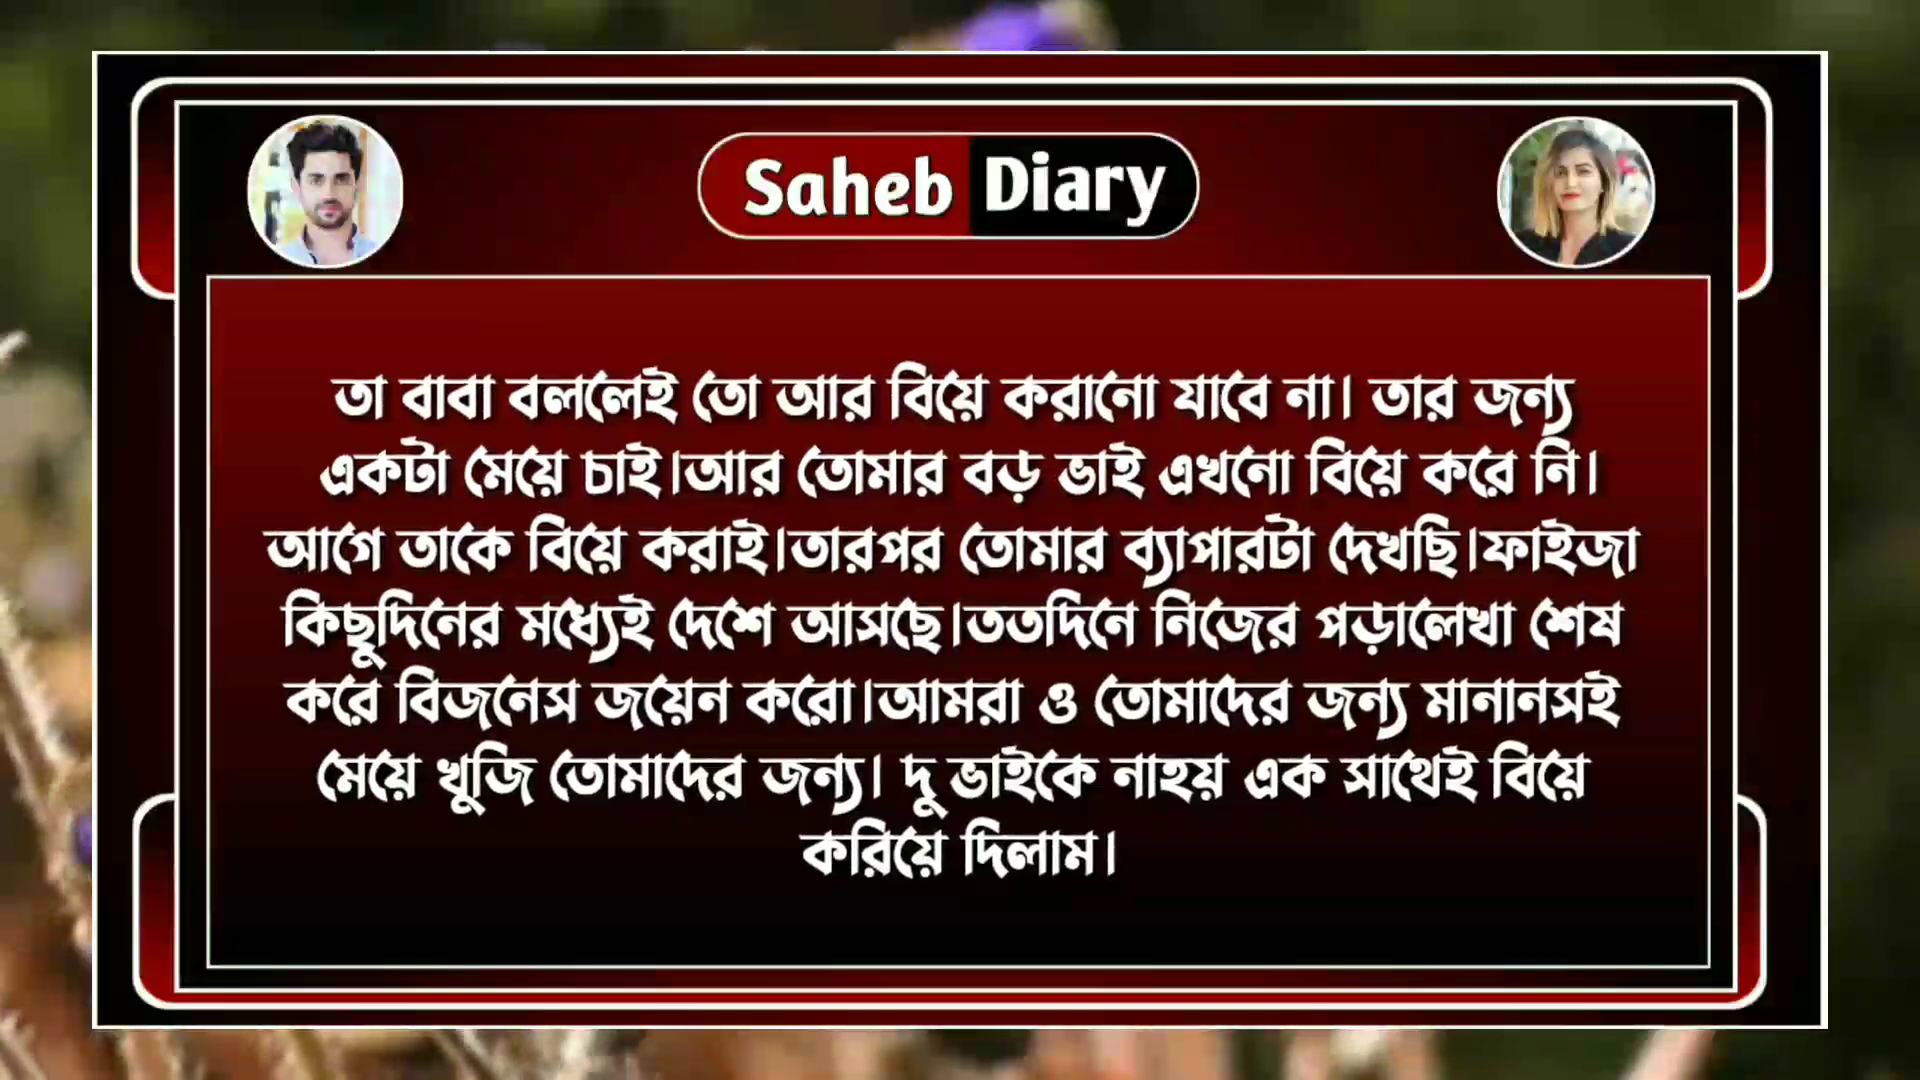 Saheb Diary
তা বাবা বললেই তো আর বিয়ে করানো যাবে না। তার জন্য
একটা মেয়ে চাই।আর তোমার বড় ভাই এখনো বিয়ে করে নি।
আগে তাকে বিয়ে করাই।তারপর তোমার ব্যাপারটা দেখছি।ফাইজা
কিছুদিনের মধ্যেই দেশে আসছে।ততদিনে নিজের পড়ালেখা শেষ
করে বিজনেস জয়েন করো।আমরা ও তোমাদের জন্য মানানসই
মেয়ে খুজি তোমাদের জন্য। দু ভাইকে নাহয় এক সাথেই বিয়ে
করিয়ে দিলাম।